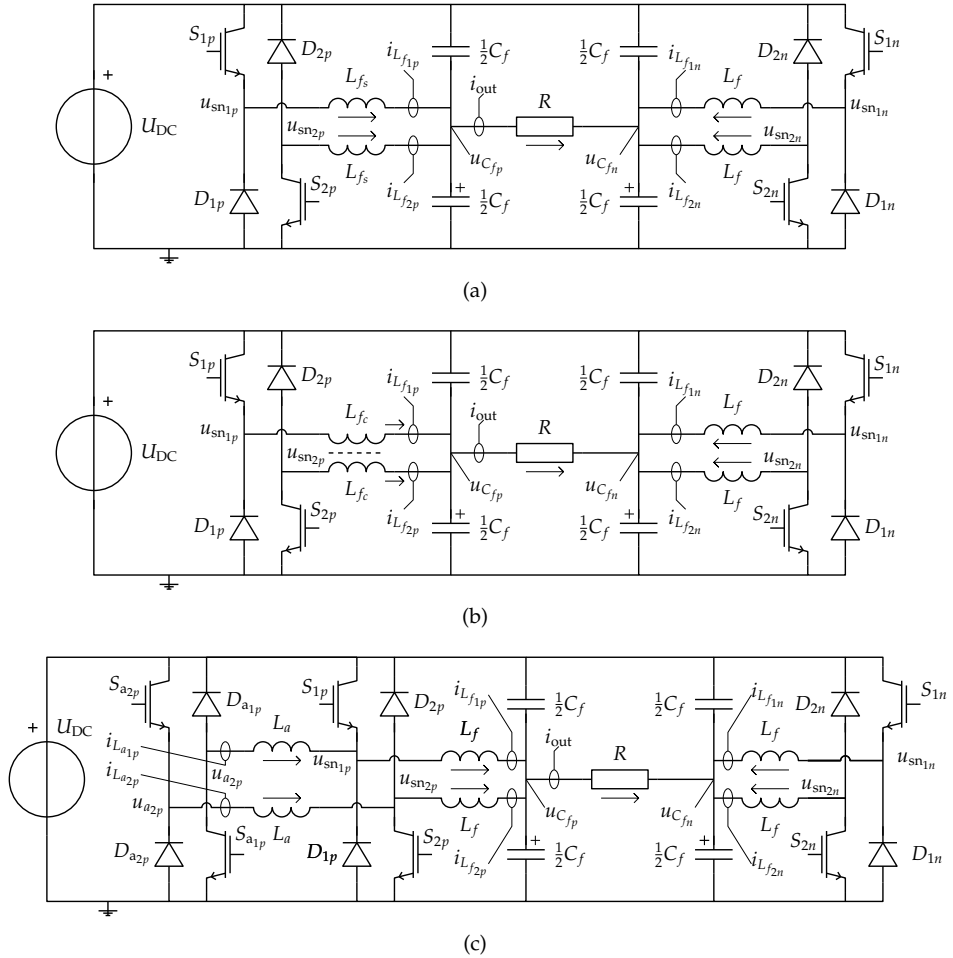 S1p D2p iLf1p ½Cf ½Cf iLf1n D2n S1n
+ Lfs iout R Lf
usn1p usn1n
UDC usn2p usn2n
Lfs uCfp uCfn Lf
D1p S2p iLf2p + ½Cf ½Cf + iLf2n S2n D1n
(a)
S1p D2p iLf1p ½Cf ½Cf iLf1n D2n S1n
+ Lfc iout R Lf
usn1p usn1n
UDC usn2p usn2n
Lfc uCfp uCfn Lf
D1p S2p iLf2p + ½Cf ½Cf + iLf2n S2n D1n
(b)
Sa2p Da1p S1p D2p iLf1p ½Cf ½Cf iLf1n D2n S1n
+ UDC La Lf iout R Lf
iLa1p usn1p usn1n
iLa2p ua2p usn2p usn2n
ua2p La Lf uCfp uCfn Lf
Da2p Sa1p D1p S2p iLf2p + ½Cf ½Cf + iLf2n S2n D1n
(c)